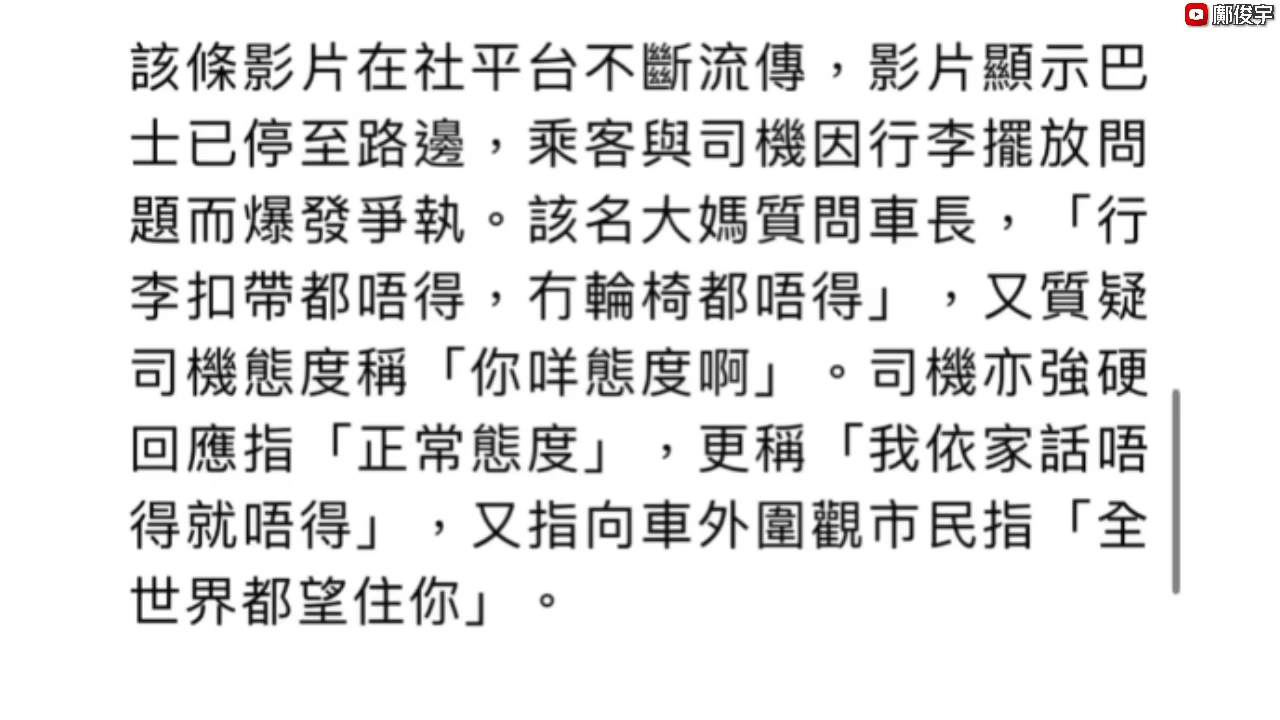 鄺俊宇
該條影片在社平台不斷流傳，影片顯示巴
士已停至路邊，乘客與司機因行李擺放問
題而爆發爭執。該名大媽質問車長，「行
李扣帶都唔得，冇輪椅都唔得」，又質疑
司機態度稱「你咩態度啊」。司機亦強硬
回應指「正常態度」，更稱「我依家話唔
得就唔得」，又指向車外圍觀市民指「全
世界都望住你」。